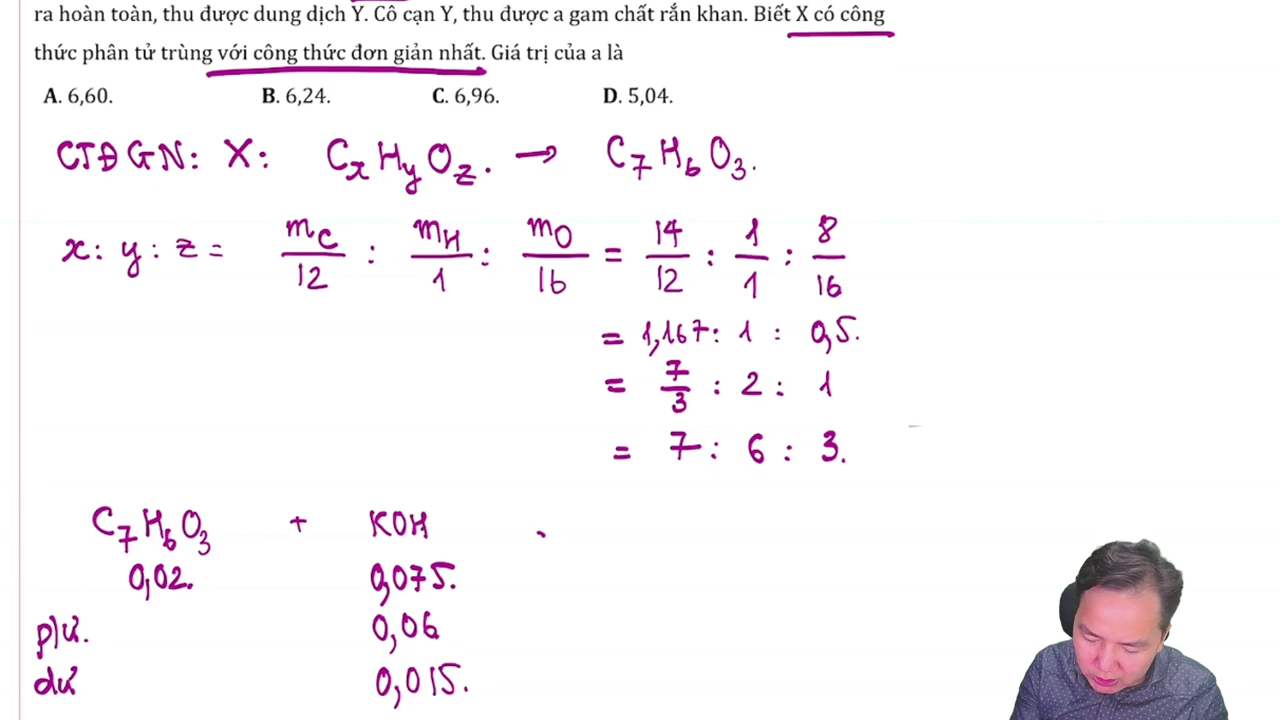 ra hoàn toàn, thu được dung dịch Y. Cô cạn Y, thu được a gam chất rắn khan. Biết X có công
thức phân tử trùng với công thức đơn giản nhất. Giá trị của a là
A. 6,60. B. 6,24. C. 6,96. D. 5,04.
CTĐGN: X: CxHyOz. → C7H6O3.
x : y : z = mC/12 : mH/1 : mO/16 = 14/12 : 1/1 : 8/16
= 1,167 : 1 : 0,5.
= 7/3 : 2 : 1
= 7 : 6 : 3.
C7H6O3 + KOH
0,02. 0,075.
p/ư. 0,06
dư 0,015.